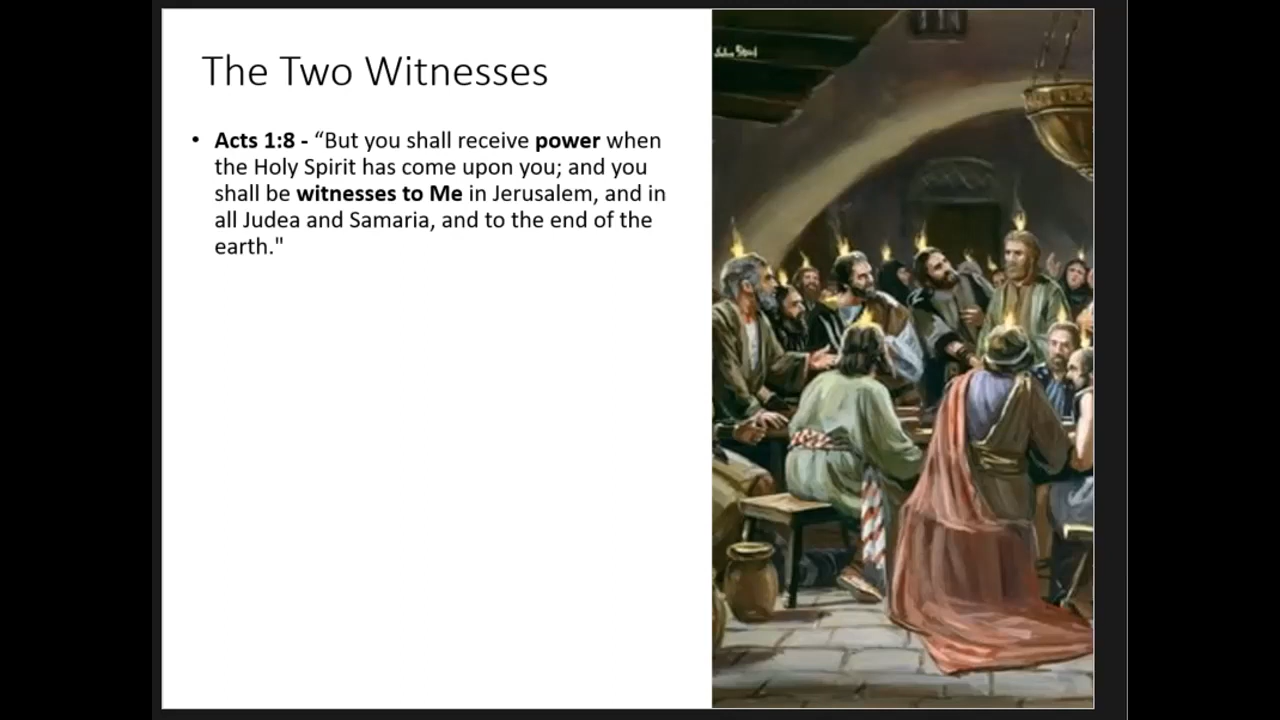 The Two Witnesses
• Acts 1:8 - “But you shall receive power when
the Holy Spirit has come upon you; and you
shall be witnesses to Me in Jerusalem, and in
all Judea and Samaria, and to the end of the
earth."